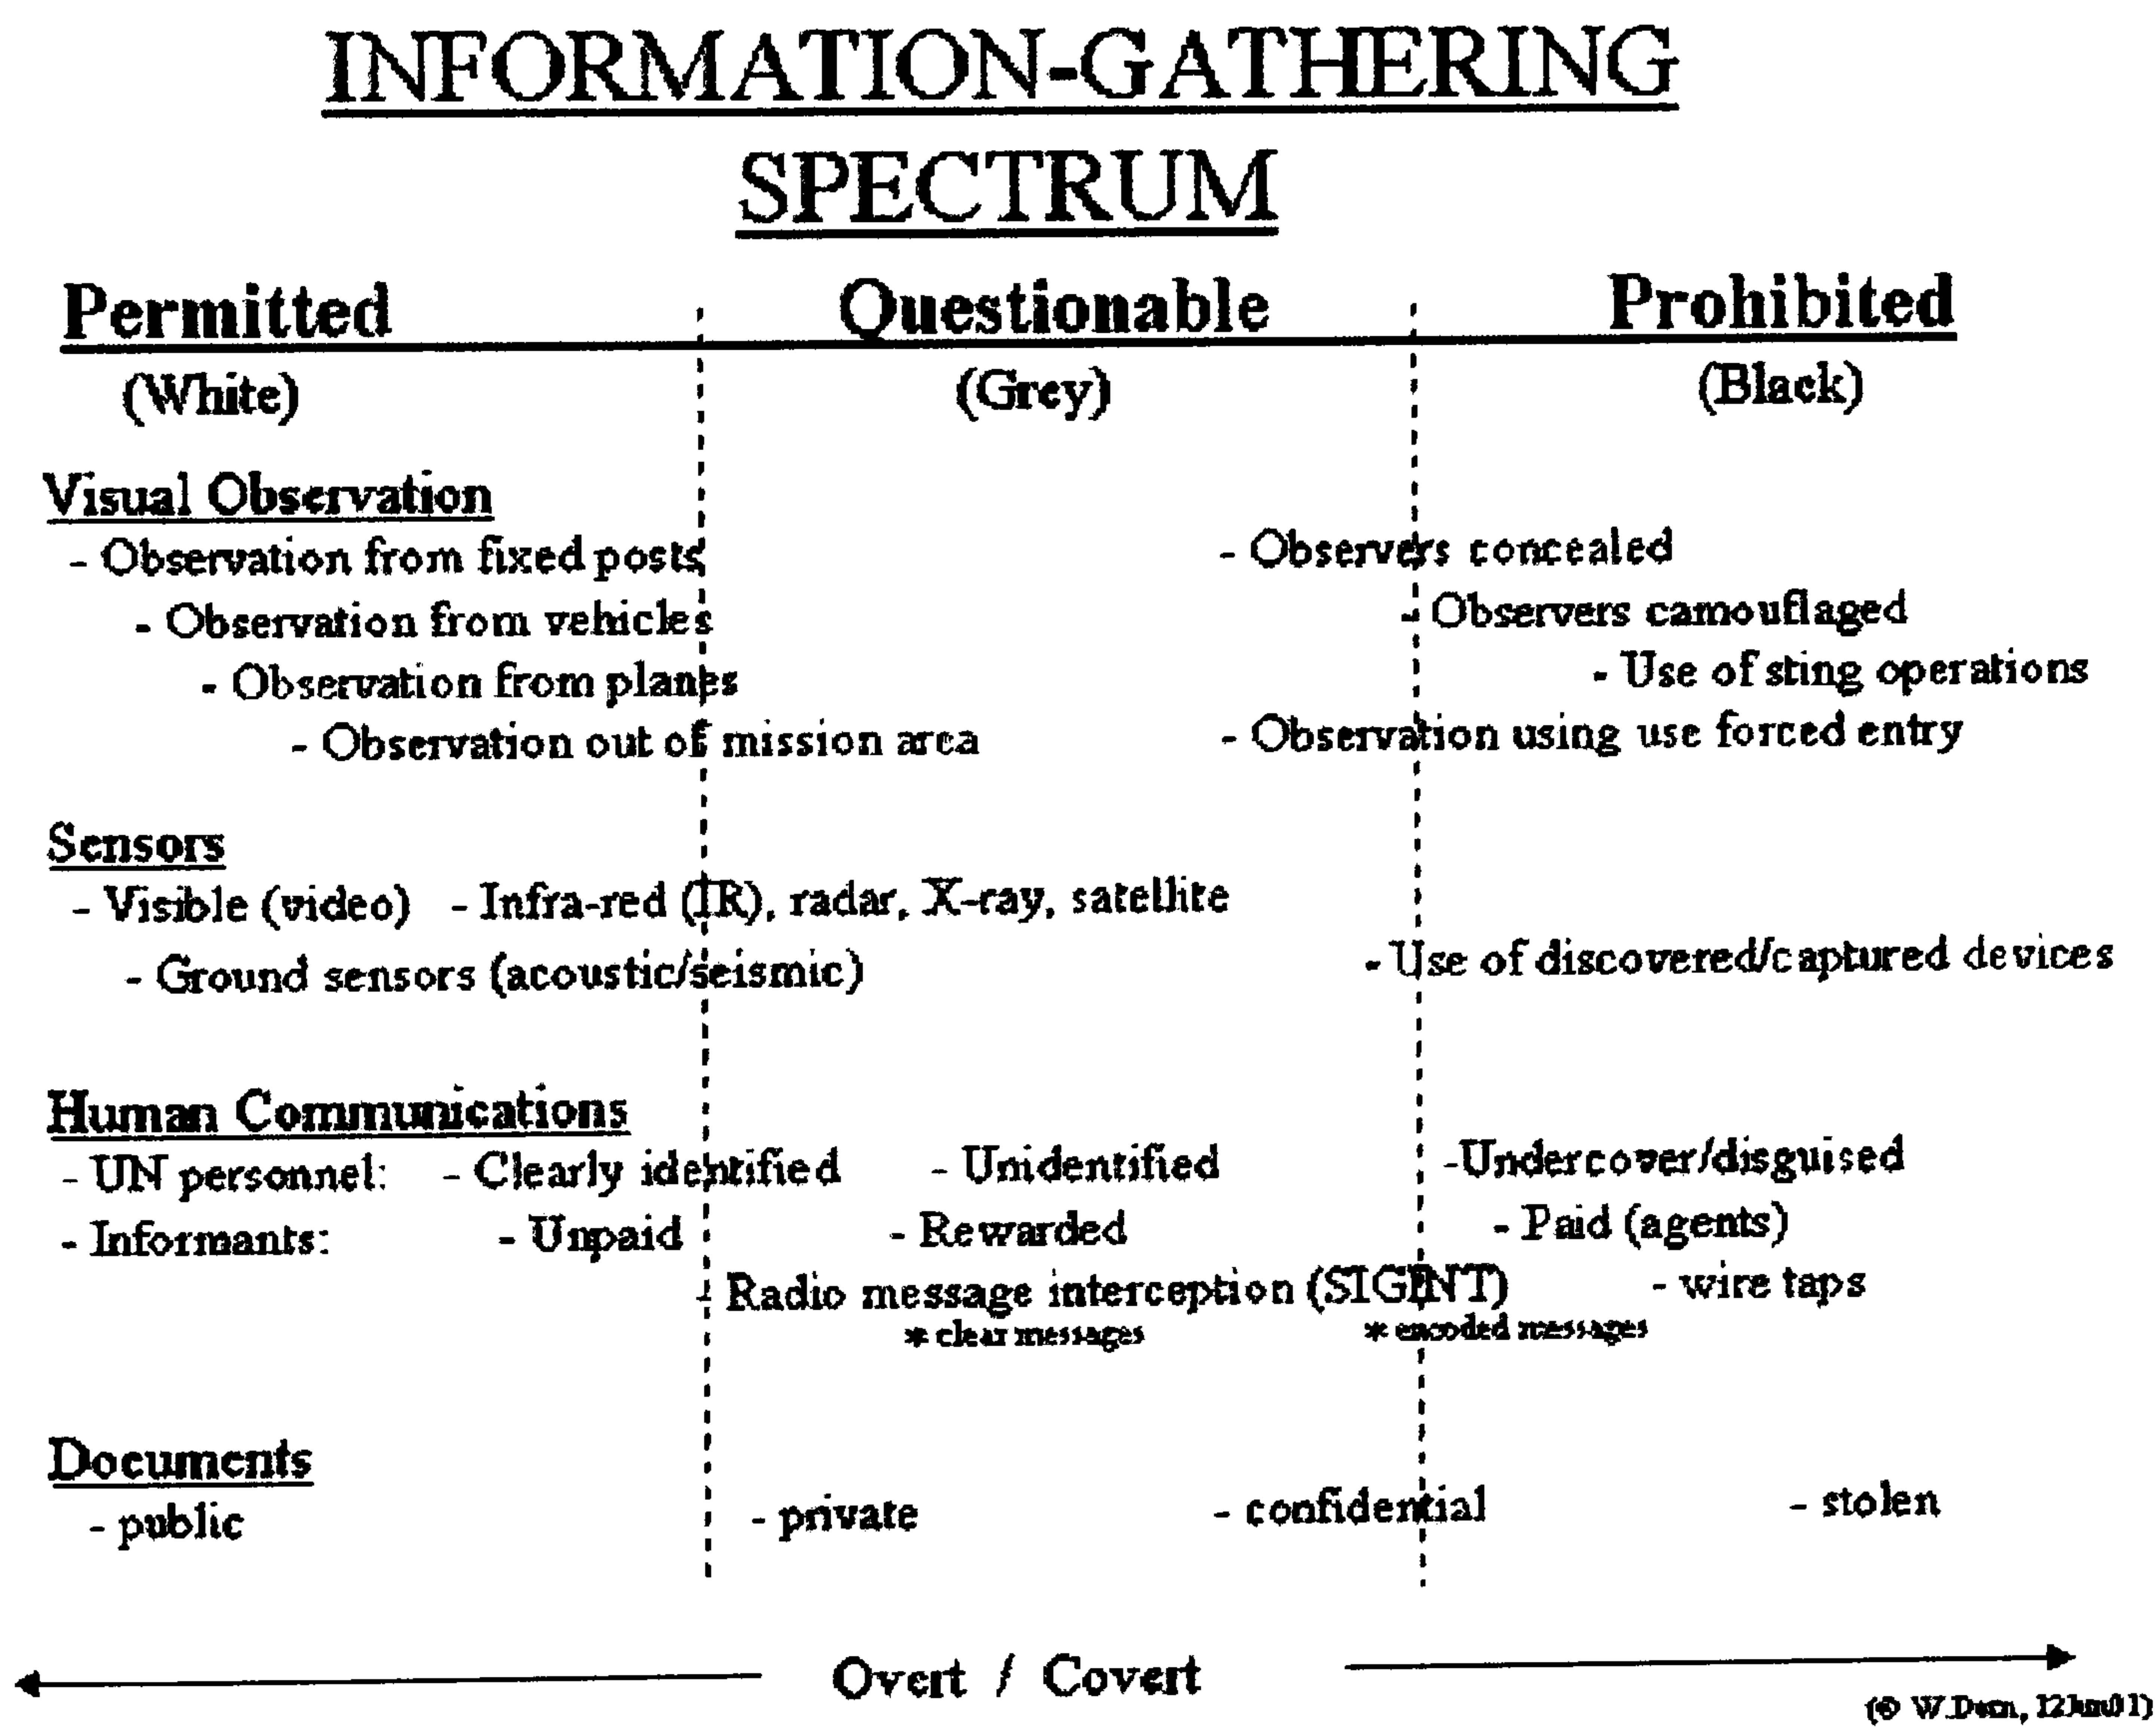 INFORMATION-GATHERING
SPECTRUM
Permitted Questionable Prohibited
(White) (Grey) (Black)
Visual Observation
- Observation from fixed posts - Observers concealed
- Observation from vehicles - Observers camouflaged
- Observation from planes - Use of sting operations
- Observation out of mission area - Observation using use forced entry
Sensors
- Visible (video) - Infra-red (IR), radar, X-ray, satellite
- Ground sensors (acoustic/seismic) - Use of discovered/captured devices
Human Communications
- UN personnel: - Clearly identified - Unidentified -Undercover/disguised
- Informants: - Unpaid - Rewarded - Paid (agents)
- Radio message interception (SIGINT) - wire taps
* clear messages * encoded messages
Documents
- public - private - confidential - stolen
Overt / Covert
(© W.Dorn,